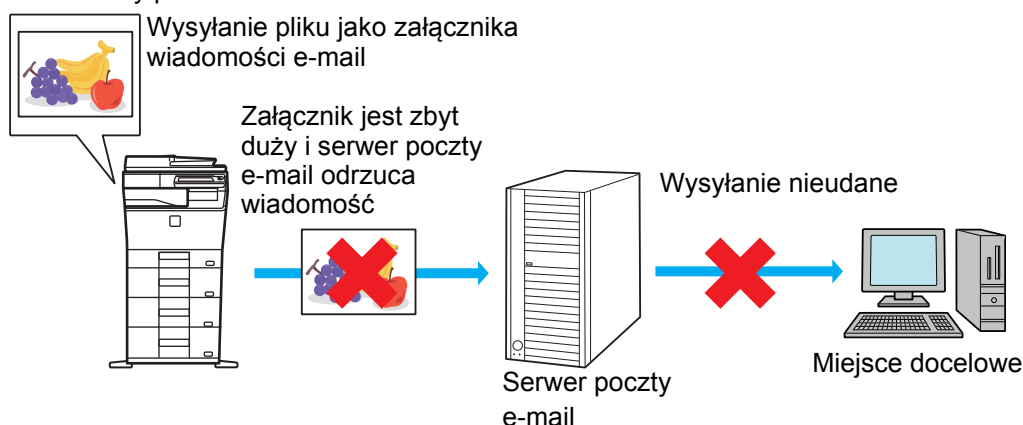 Wysyłanie pliku jako załącznika
wiadomości e-mail
Załącznik jest zbyt
duży i serwer poczty
e-mail odrzuca
wiadomość
Wysyłanie nieudane
Serwer poczty
e-mail
Miejsce docelowe